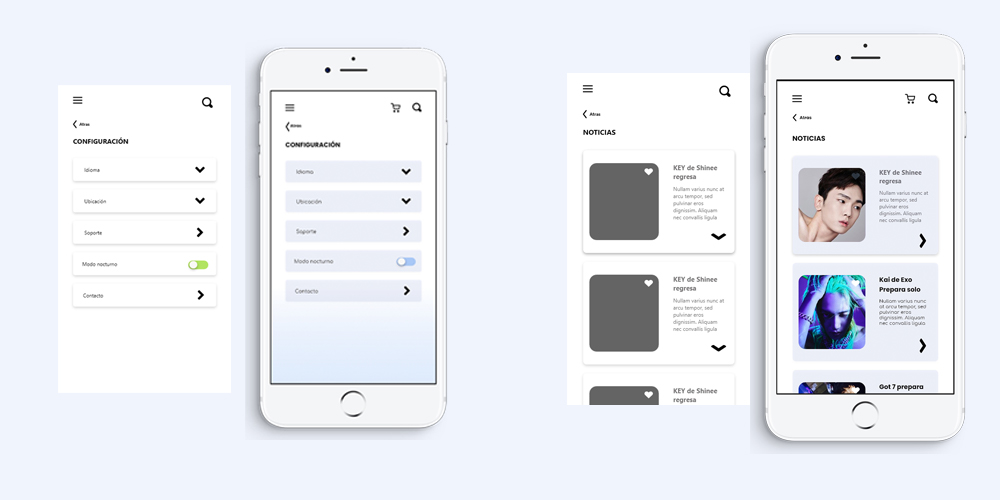 Atras
CONFIGURACIÓN
Idioma
Ubicación
Soporte
Modo nocturno
Contacto
Atras
CONFIGURACIÓN
Idioma
Ubicación
Soporte
Modo nocturno
Contacto
Atras
NOTICIAS
KEY de Shinee
regresa
Nullam varius nunc at
arcu tempor, sed
pulvinar eros
dignissim. Aliquam
nec convallis ligula
KEY de Shinee
regresa
Nullam varius nunc at
arcu tempor, sed
pulvinar eros
dignissim. Aliquam
nec convallis ligula
KEY de Shinee
regresa
Atras
NOTICIAS
KEY de Shinee
regresa
Nullam varius nunc at
arcu tempor, sed
pulvinar eros
dignissim. Aliquam
nec convallis ligula
Kai de Exo
Prepara solo
Nullam varius nunc
at arcu tempor, sed
pulvinar eros
dignissim. Aliquam
nec convallis ligula
Got 7 prepara